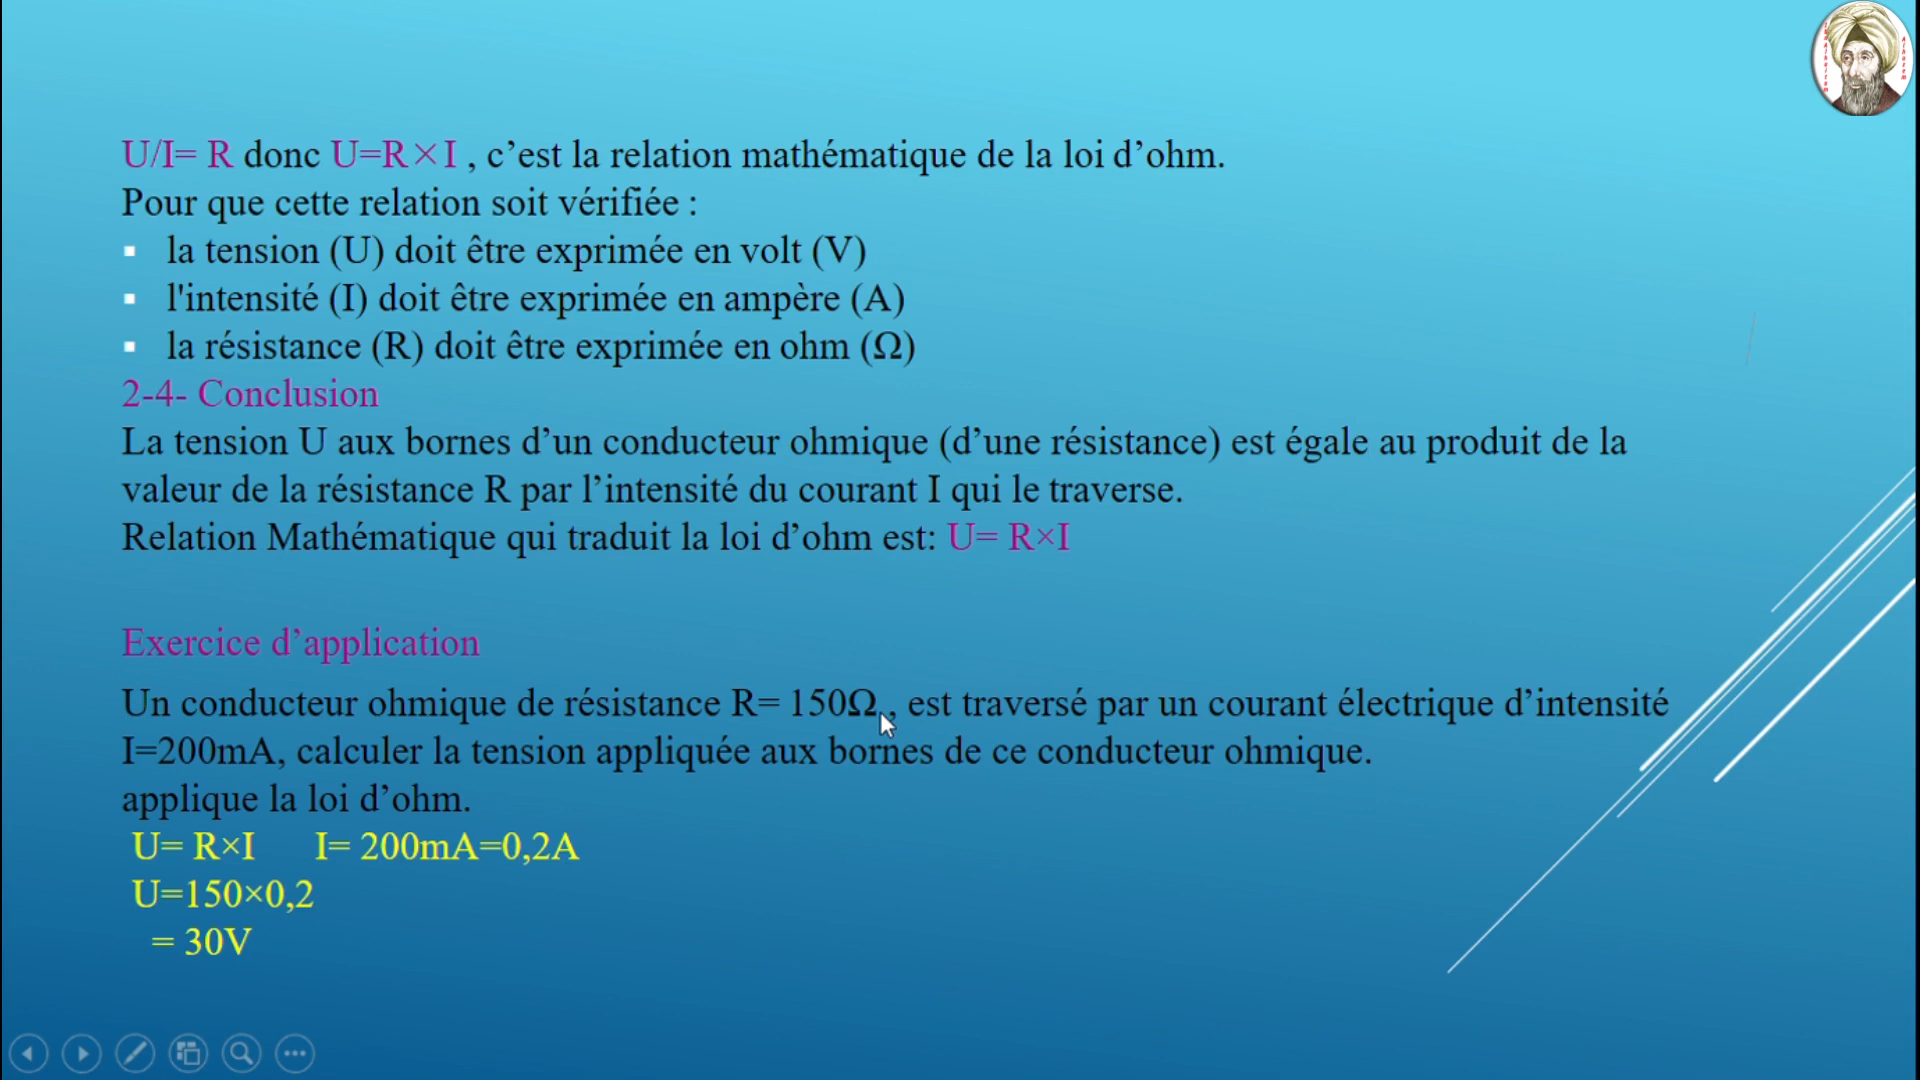 U/I= R donc U=R×I , c’est la relation mathématique de la loi d’ohm.
Pour que cette relation soit vérifiée :
▪ la tension (U) doit être exprimée en volt (V)
▪ l'intensité (I) doit être exprimée en ampère (A)
▪ la résistance (R) doit être exprimée en ohm (Ω)
2-4- Conclusion
La tension U aux bornes d’un conducteur ohmique (d’une résistance) est égale au produit de la
valeur de la résistance R par l’intensité du courant I qui le traverse.
Relation Mathématique qui traduit la loi d’ohm est: U= R×I
Exercice d’application
Un conducteur ohmique de résistance R= 150Ω , est traversé par un courant électrique d’intensité
I=200mA, calculer la tension appliquée aux bornes de ce conducteur ohmique.
applique la loi d’ohm.
U= R×I I= 200mA=0,2A
U=150×0,2
= 30V